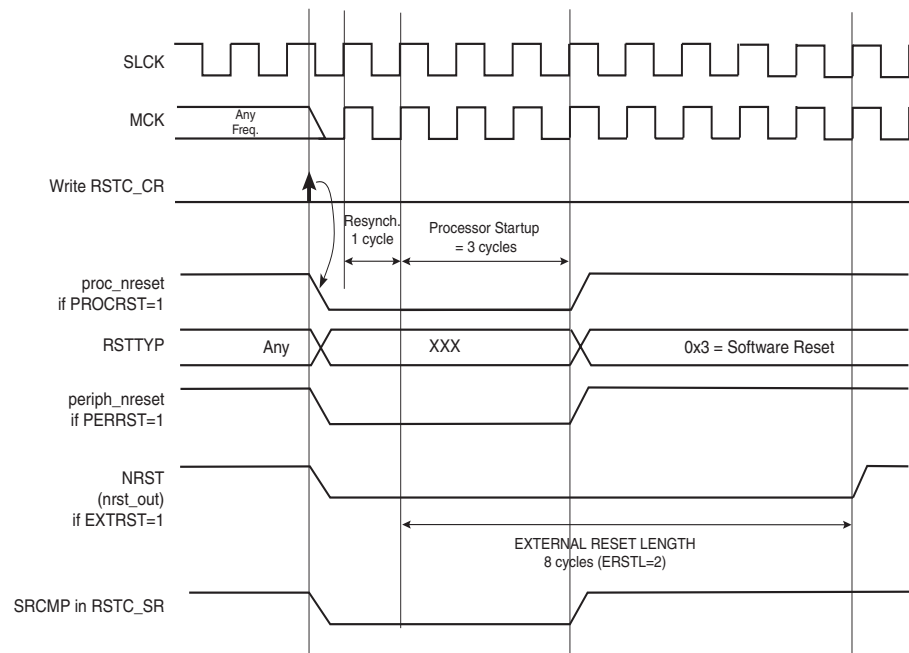 SLCK
MCK
Any
Freq.
Write RSTC_CR
Resynch.
1 cycle
Processor Startup
= 3 cycles
proc_nreset
if PROCRST=1
RSTTYP
Any
XXX
0x3 = Software Reset
periph_nreset
if PERRST=1
NRST
(nrst_out)
if EXTRST=1
EXTERNAL RESET LENGTH
8 cycles (ERSTL=2)
SRCMP in RSTC_SR